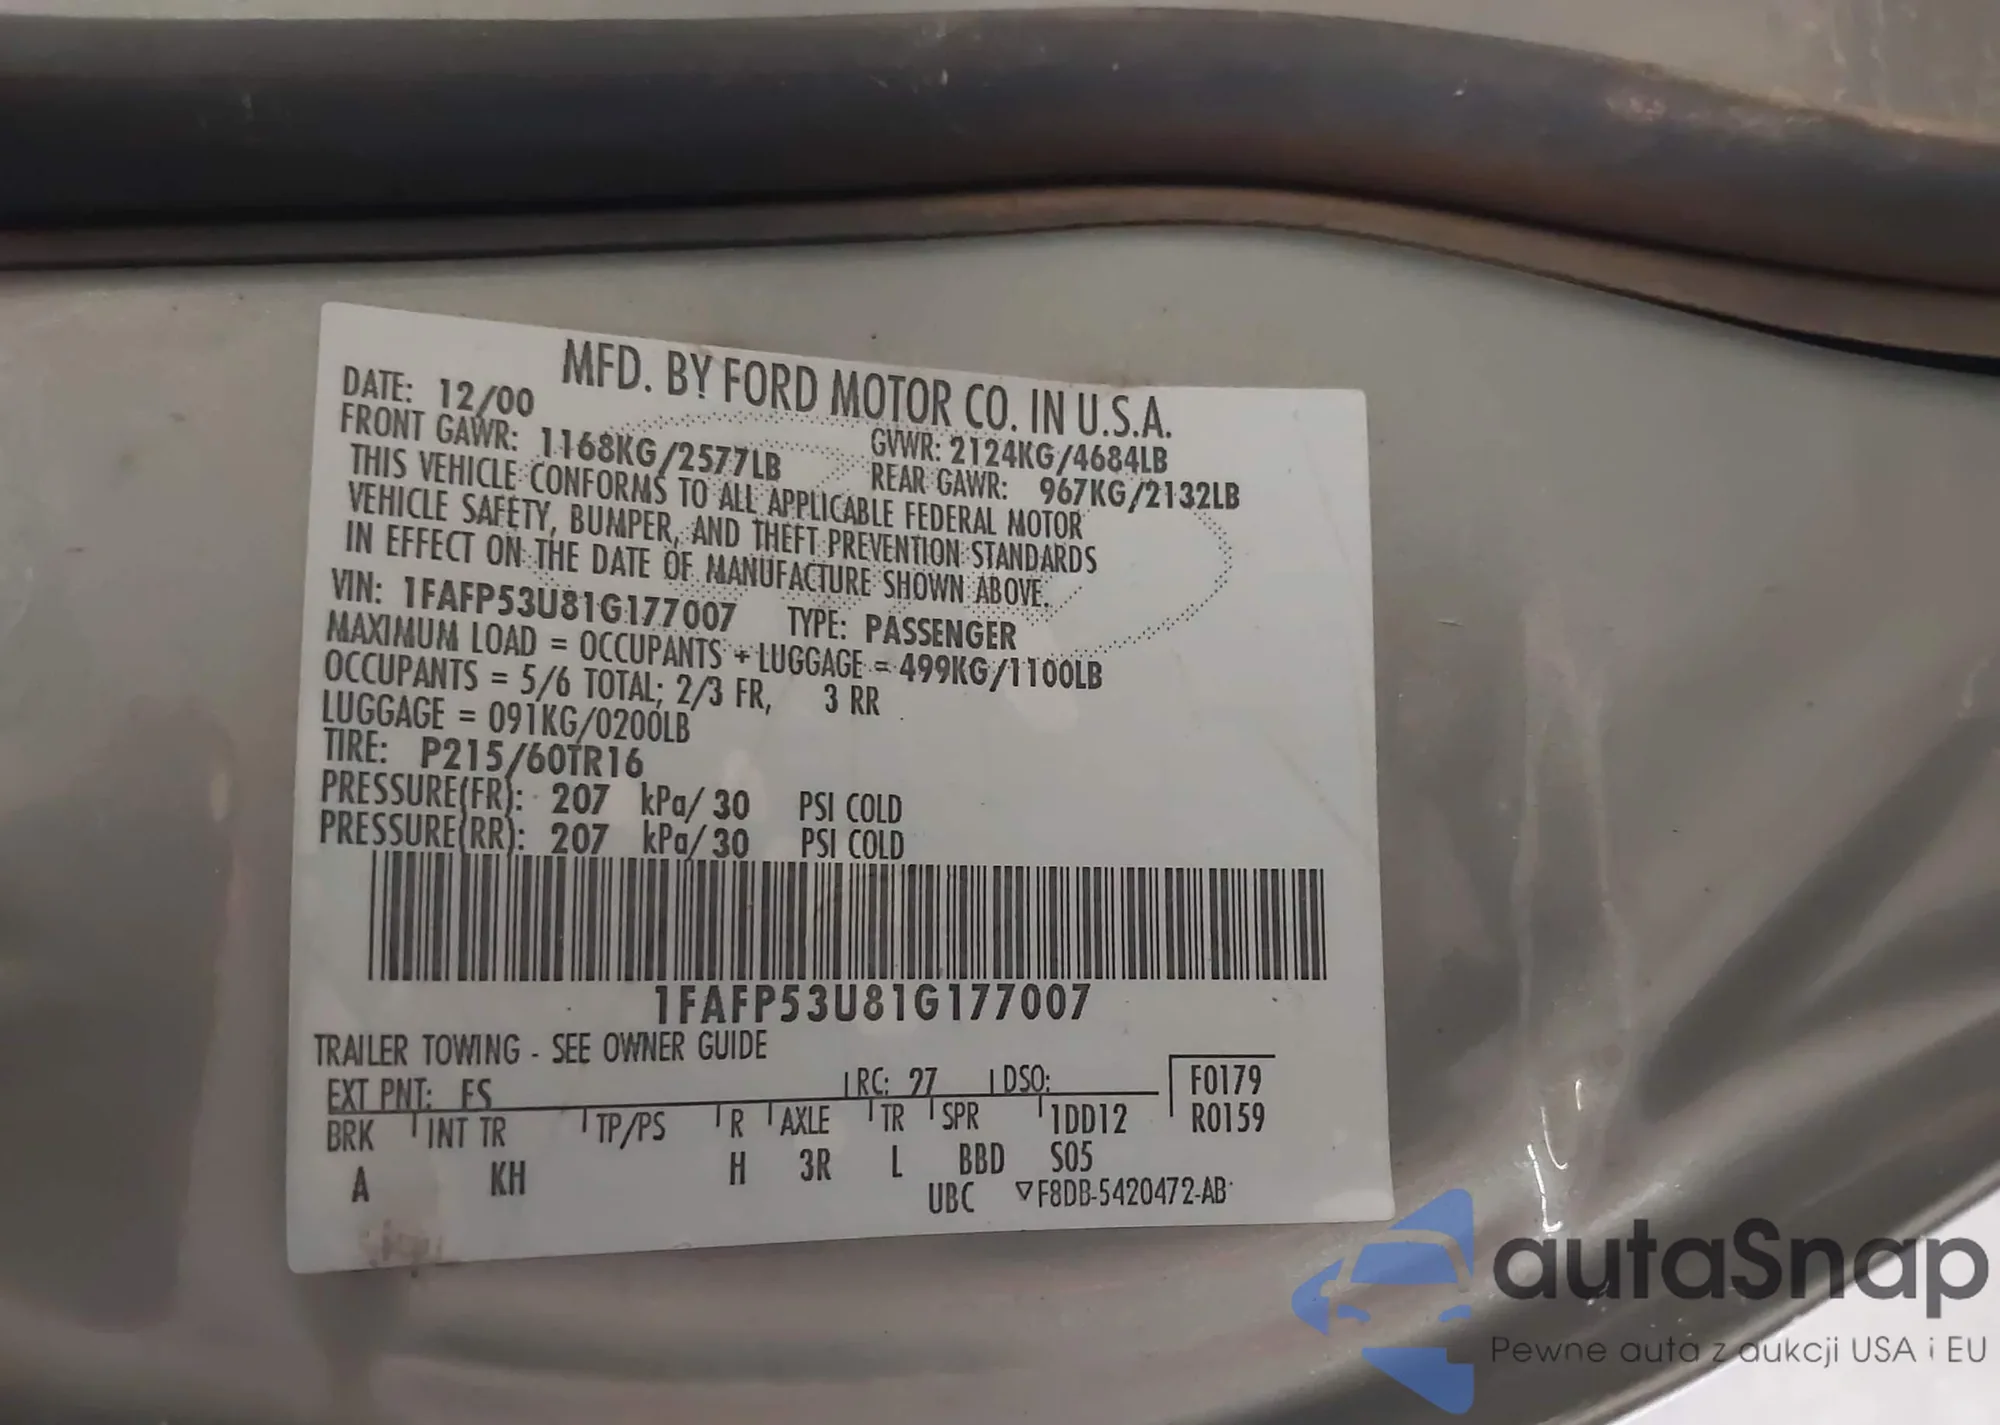 MFD. BY FORD MOTOR CO. IN U.S.A.
DATE: 12/00 GVWR: 2124KG/4684LB
FRONT GAWR: 1168KG/2577LB REAR GAWR: 967KG/2132LB
THIS VEHICLE CONFORMS TO ALL APPLICABLE FEDERAL MOTOR
VEHICLE SAFETY, BUMPER, AND THEFT PREVENTION STANDARDS
IN EFFECT ON THE DATE OF MANUFACTURE SHOWN ABOVE.
VIN: 1FAFP53U81G177007 TYPE: PASSENGER
MAXIMUM LOAD = OCCUPANTS + LUGGAGE = 499KG/1100LB
OCCUPANTS = 5/6 TOTAL; 2/3 FR, 3 RR
LUGGAGE = 091KG/0200LB
TIRE: P215/60TR16
PRESSURE(FR): 207 kPa/ 30 PSI COLD
PRESSURE(RR): 207 kPa/ 30 PSI COLD
1FAFP53U81G177007
TRAILER TOWING - SEE OWNER GUIDE
EXT PNT: FS RC: 27 DSO: F0179
BRK INT TR TP/PS R AXLE TR SPR 1DD12 R0159
A KH H 3R L BBD S05
UBC ▽F8DB-5420472-AB
autaSnap
Pewne auta z aukcji USA i EU